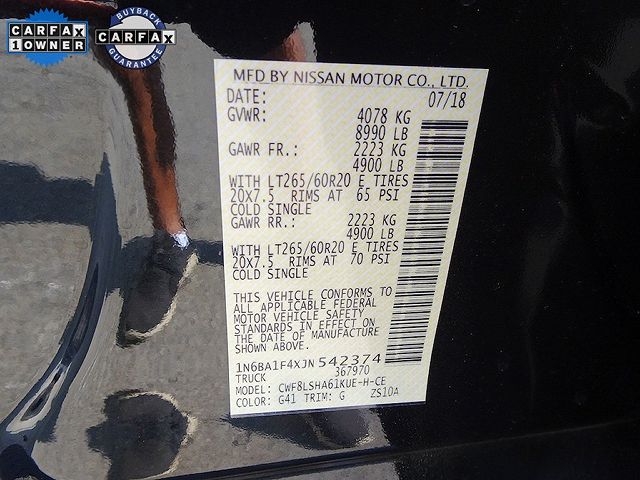 CARFAX
1 OWNER
BUYBACK
CARFAX
GUARANTEE
MFD BY NISSAN MOTOR CO., LTD.
DATE: 07/18
GVWR: 4078 KG
8990 LB
GAWR FR.: 2223 KG
4900 LB
WITH LT265/60R20 E TIRES
20X7.5 RIMS AT 65 PSI
COLD SINGLE
GAWR RR.: 2223 KG
4900 LB
WITH LT265/60R20 E TIRES
20X7.5 RIMS AT 70 PSI
COLD SINGLE
THIS VEHICLE CONFORMS TO
ALL APPLICABLE FEDERAL
MOTOR VEHICLE SAFETY
STANDARDS IN EFFECT ON
THE DATE OF MANUFACTURE
SHOWN ABOVE.
1N6BA1F4XJN542374
TRUCK 367970
MODEL: CWF8LSHA61KUE-H-CE
COLOR: G41 TRIM: G ZS10A